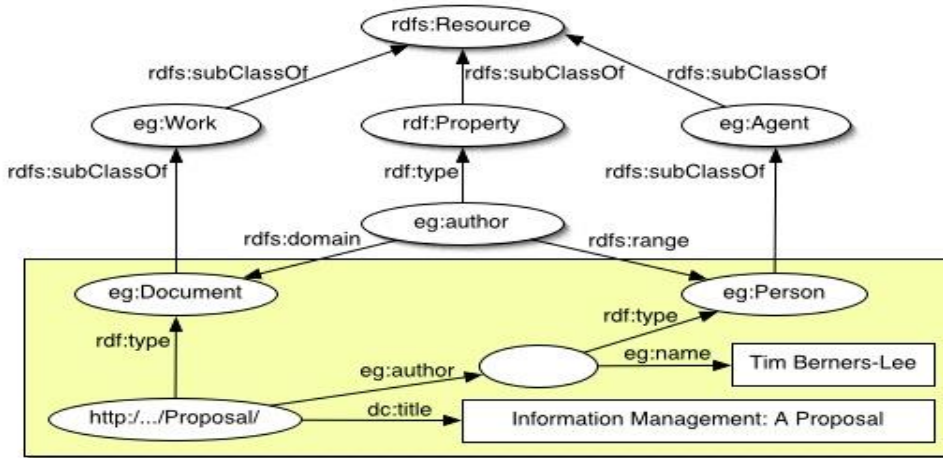 rdfs:Resource
rdfs:subClassOf
rdfs:subClassOf
rdfs:subClassOf
eg:Work
rdf:Property
eg:Agent
rdfs:subClassOf
rdf:type
rdfs:subClassOf
eg:author
rdfs:domain
rdfs:range
eg:Document
eg:Person
rdf:type
rdf:type
eg:author
eg:name
Tim Berners-Lee
http:/.../Proposal/
dc:title
Information Management: A Proposal